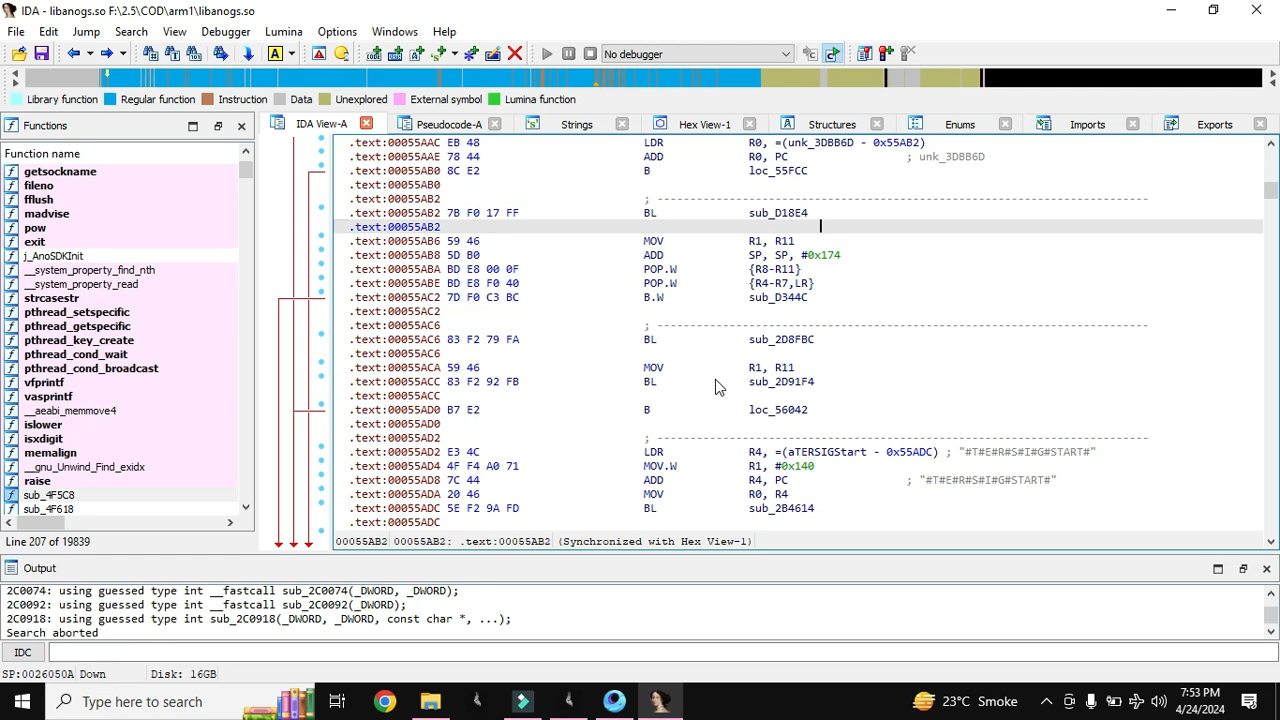 IDA - libanogs.so F:\2.5\COD\arm1\libanogs.so
File Edit Jump Search View Debugger Lumina Options Windows Help
No debugger
Library function Regular function Instruction Data Unexplored External symbol Lumina function
Functions
IDA View-A Pseudocode-A Strings Hex View-1 Structures Enums Imports Exports
Function name
getsockname
fileno
fflush
madvise
pow
exit
j_AnoSDKInit
__system_property_find_nth
__system_property_read
strcasestr
pthread_setspecific
pthread_getspecific
pthread_key_create
pthread_cond_wait
pthread_cond_broadcast
vfprintf
vasprintf
__aeabi_memmove4
islower
isxdigit
memalign
__gnu_Unwind_Find_exidx
raise
sub_4F5C8
sub_4F618
Line 207 of 19839
.text:00055AAC EB 48 LDR R0, =(unk_3DBB6D - 0x55AB2)
.text:00055AAE 78 44 ADD R0, PC ; unk_3DBB6D
.text:00055AB0 8C E2 B loc_55FCC
.text:00055AB0
.text:00055AB2 ; ---------------------------------------------------------------------------
.text:00055AB2 7B F0 17 FF BL sub_D18E4
.text:00055AB2
.text:00055AB6 59 46 MOV R1, R11
.text:00055AB8 5D B0 ADD SP, SP, #0x174
.text:00055ABA BD E8 00 0F POP.W {R8-R11}
.text:00055ABE BD E8 F0 40 POP.W {R4-R7,LR}
.text:00055AC2 7D F0 C3 BC B.W sub_D344C
.text:00055AC2
.text:00055AC6 ; ---------------------------------------------------------------------------
.text:00055AC6 83 F2 79 FA BL sub_2D8FBC
.text:00055AC6
.text:00055ACA 59 46 MOV R1, R11
.text:00055ACC 83 F2 92 FB BL sub_2D91F4
.text:00055ACC
.text:00055AD0 B7 E2 B loc_56042
.text:00055AD0
.text:00055AD2 ; ---------------------------------------------------------------------------
.text:00055AD2 E3 4C LDR R4, =(aTERSIGStart - 0x55ADC) ; "#T#E#R#S#I#G#START#"
.text:00055AD4 4F F4 A0 71 MOV.W R1, #0x140
.text:00055AD8 7C 44 ADD R4, PC ; "#T#E#R#S#I#G#START#"
.text:00055ADA 20 46 MOV R0, R4
.text:00055ADC 5E F2 9A FD BL sub_2B4614
.text:00055ADC
00055AB2 00055AB2: .text:00055AB2 (Synchronized with Hex View-1)
Output
2C0074: using guessed type int __fastcall sub_2C0074(_DWORD, _DWORD);
2C0092: using guessed type int __fastcall sub_2C0092(_DWORD);
2C0918: using guessed type int sub_2C0918(_DWORD, _DWORD, const char *, ...);
Search aborted
IDC
SP:0026050A Down Disk: 16GB
Type here to search
23°C Smoke
7:53 PM
4/24/2024